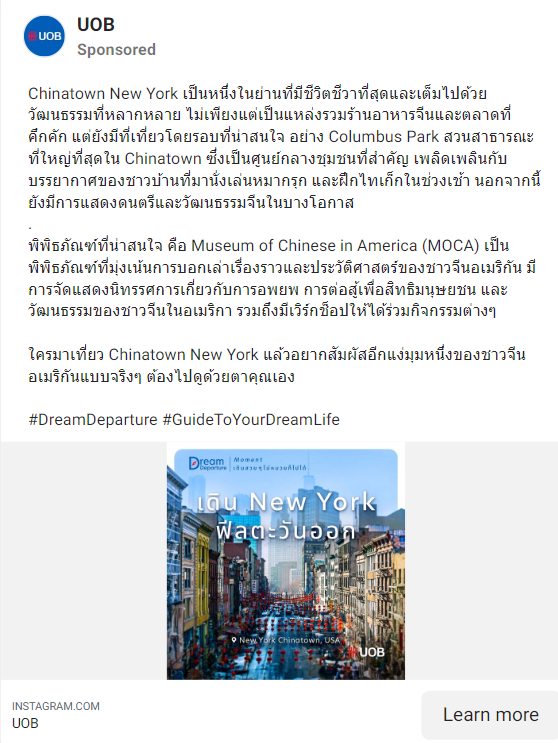 UOB
UOB
Sponsored
Chinatown New York เป็นหนึ่งในย่านที่มีชีวิตชีวาที่สุดและเต็มไปด้วย
วัฒนธรรมที่หลากหลาย ไม่เพียงแต่เป็นแหล่งรวมร้านอาหารจีนและตลาดที่
คึกคัก แต่ยังมีที่เที่ยวโดยรอบที่น่าสนใจ อย่าง Columbus Park สวนสาธารณะ
ที่ใหญ่ที่สุดใน Chinatown ซึ่งเป็นศูนย์กลางชุมชนที่สำคัญ เพลิดเพลินกับ
บรรยากาศของชาวบ้านที่มานั่งเล่นหมากรุก และฝึกไทเก็กในช่วงเช้า นอกจากนี้
ยังมีการแสดงดนตรีและวัฒนธรรมจีนในบางโอกาส
.
พิพิธภัณฑ์ที่น่าสนใจ คือ Museum of Chinese in America (MOCA) เป็น
พิพิธภัณฑ์ที่มุ่งเน้นการบอกเล่าเรื่องราวและประวัติศาสตร์ของชาวจีนอเมริกัน มี
การจัดแสดงนิทรรศการเกี่ยวกับการอพยพ การต่อสู้เพื่อสิทธิมนุษยชน และ
วัฒนธรรมของชาวจีนในอเมริกา รวมถึงมีเวิร์กช็อปให้ได้ร่วมกิจกรรมต่างๆ
ใครมาเที่ยว Chinatown New York แล้วอยากสัมผัสอีกแง่มุมหนึ่งของชาวจีน
อเมริกันแบบจริงๆ ต้องไปดูด้วยตาคุณเอง
#DreamDeparture #GuideToYourDreamLife
Dream
Departure
Moment
เดิน New York
ฟีลตะวันออก
New York Chinatown, USA
UOB
INSTAGRAM.COM
UOB
Learn more